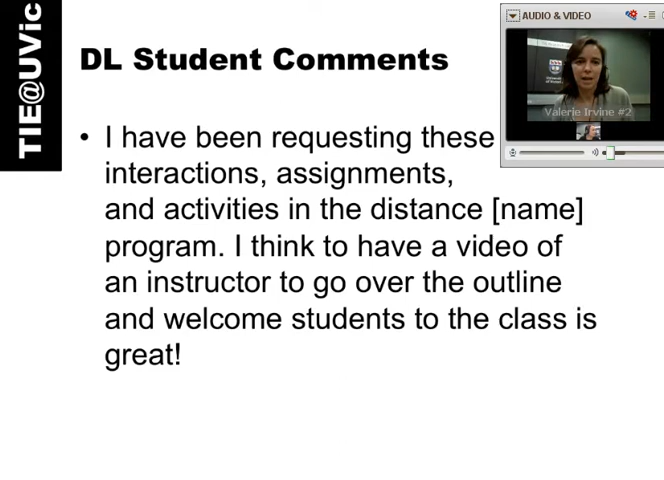 TIE@UVic
DL Student Comments
AUDIO & VIDEO
Valerie Irvine #2
• I have been requesting these
interactions, assignments,
and activities in the distance [name]
program. I think to have a video of
an instructor to go over the outline
and welcome students to the class is
great!